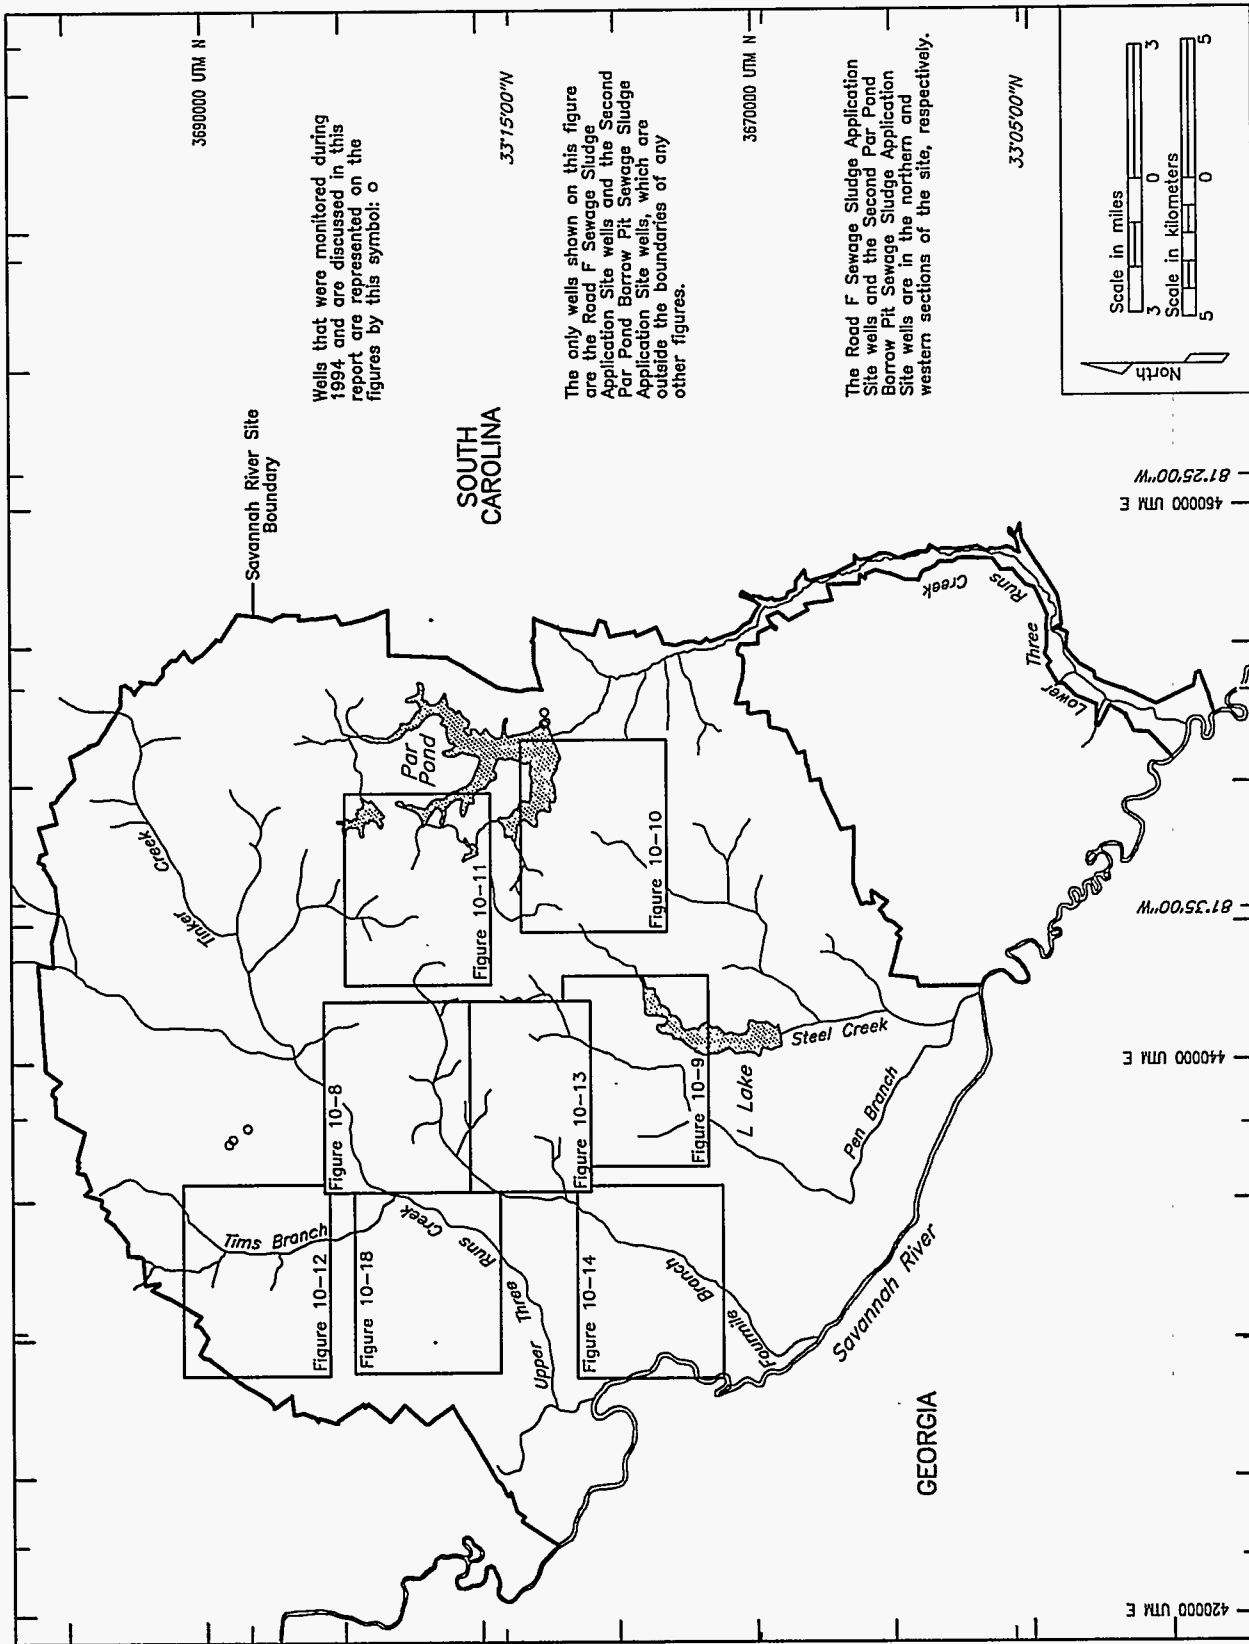 3690000 UTM N
33°15'00"N
3670000 UTM N
33°05'00"N
Wells that were monitored during
1994 and are discussed in this
report are represented on the
figures by this symbol: o
The only wells shown on this figure
are the Road F Sewage Sludge
Application Site wells and the Second
Par Pond Borrow Pit Sewage Sludge
Application Site wells, which are
outside the boundaries of any
other figures.
The Road F Sewage Sludge Application
Site wells and the Second Par Pond
Borrow Pit Sewage Sludge Application
Site wells are in the northern and
western sections of the site, respectively.
Scale in miles
3 0 3
Scale in kilometers
5 0 5
North
Savannah River Site
Boundary
SOUTH
CAROLINA
81°25'00"W
460000 UTM E
Par
Pond
Tinker
Creek
Figure 10-11
Figure 10-10
Lower
Three
Runs
Creek
81°35'00"W
Figure 10-8
Figure 10-13
Figure 10-9
L Lake
Steel Creek
440000 UTM E
Pen Branch
Tims Branch
Figure 10-12
Figure 10-18
Upper
Three
Runs
Creek
Figure 10-14
Fourmile
Branch
Savannah River
GEORGIA
420000 UTM E